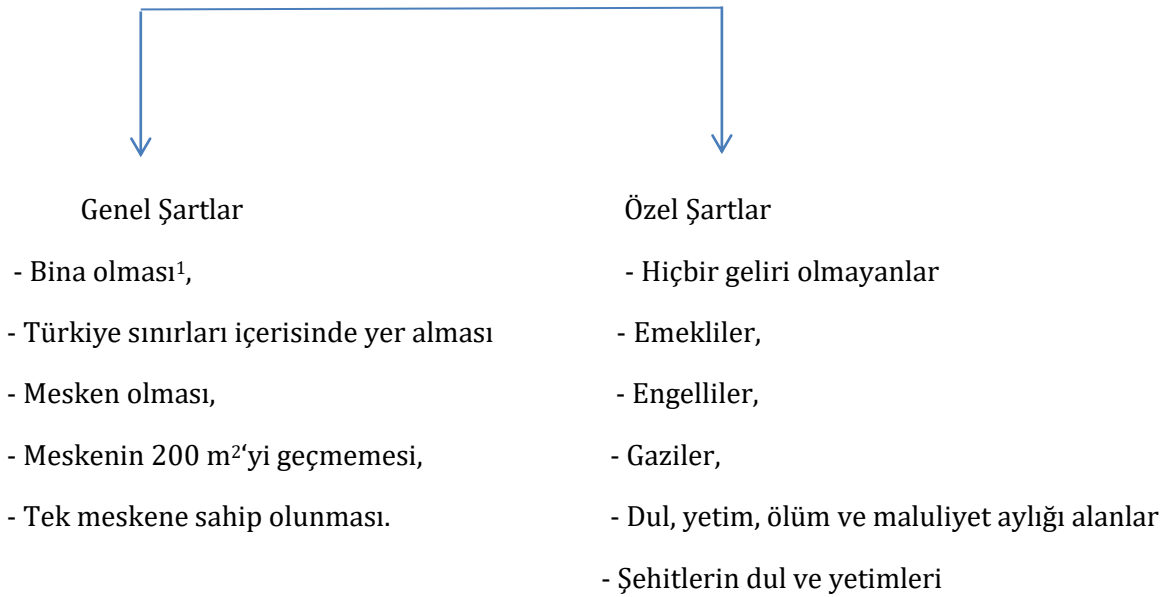 Genel Şartlar
- Bina olması¹,
- Türkiye sınırları içerisinde yer alması
- Mesken olması,
- Meskenin 200 m²‘yi geçmemesi,
- Tek meskene sahip olunması.
Özel Şartlar
- Hiçbir geliri olmayanlar
- Emekliler,
- Engelliler,
- Gaziler,
- Dul, yetim, ölüm ve maluliyet aylığı alanlar
- Şehitlerin dul ve yetimleri